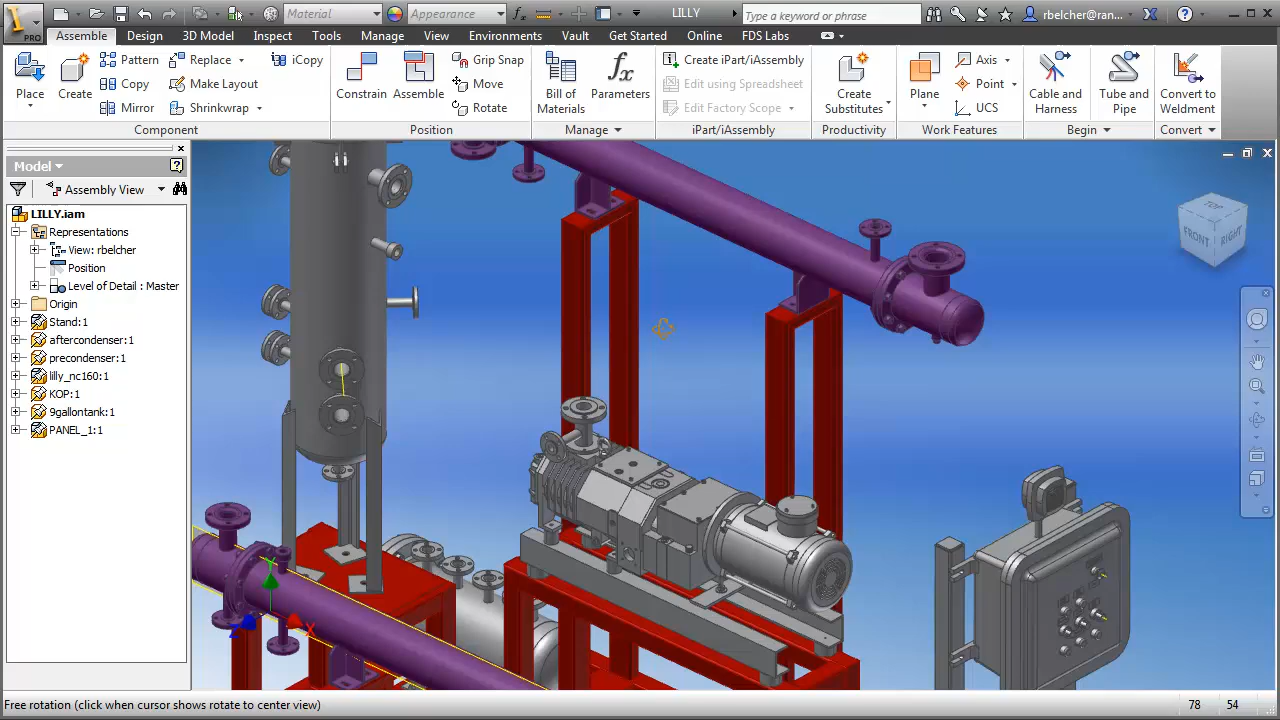 PRO
Material
Appearance
LILLY
Type a keyword or phrase
rbelcher@ran...
Assemble Design 3D Model Inspect Tools Manage View Environments Vault Get Started Online FDS Labs
Place
Create
Pattern
Copy
Mirror
Replace
Make Layout
Shrinkwrap
iCopy
Component
Constrain
Assemble
Grip Snap
Move
Rotate
Position
Bill of
Materials
Parameters
Manage
Create iPart/iAssembly
Edit using Spreadsheet
Edit Factory Scope
iPart/iAssembly
Create
Substitutes
Productivity
Plane
Axis
Point
UCS
Work Features
Cable and
Harness
Tube and
Pipe
Begin
Convert to
Weldment
Convert
Model
Assembly View
LILLY.iam
Representations
View: rbelcher
Position
Level of Detail : Master
Origin
Stand:1
aftercondenser:1
precondenser:1
lilly_nc160:1
KOP:1
9gallontank:1
PANEL_1:1
TOP
FRONT
RIGHT
Z
X
Free rotation (click when cursor shows rotate to center view)
78 54